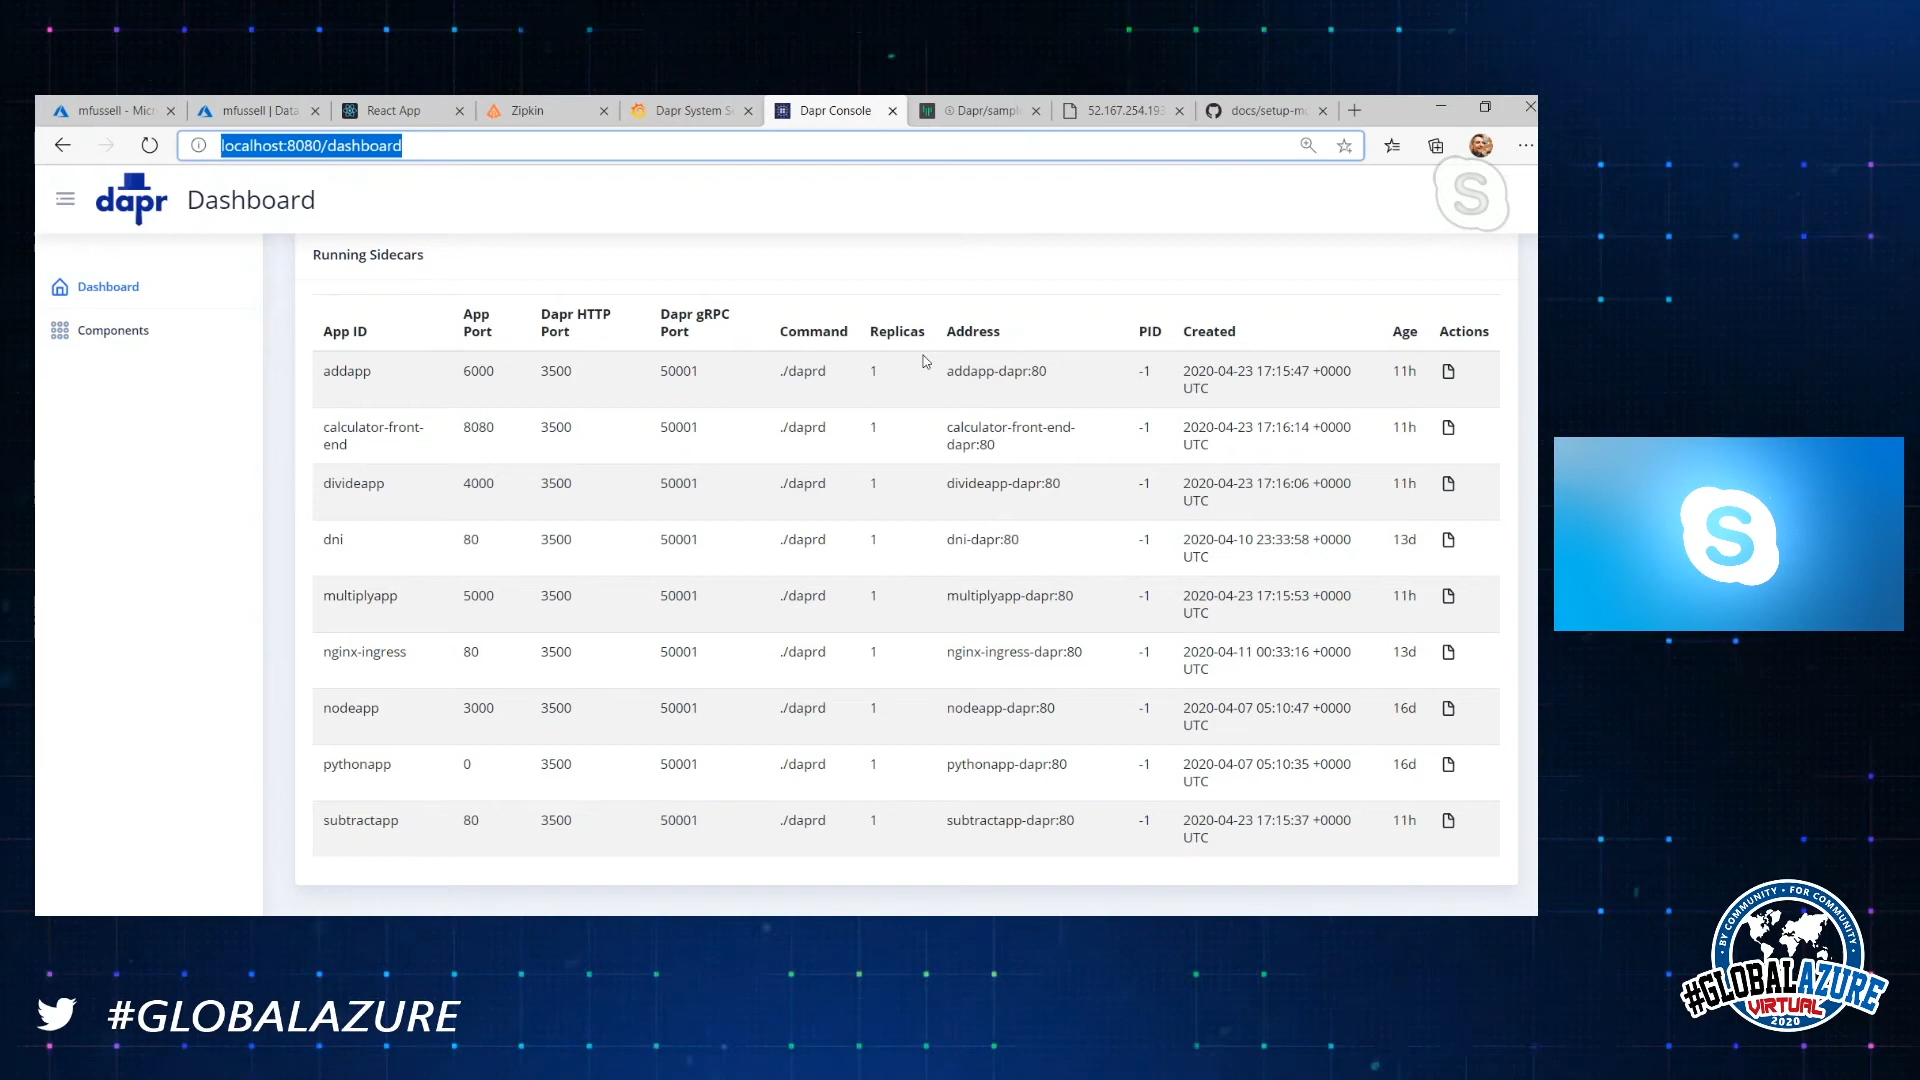 mfussell - Micr
mfussell | Data
React App
Zipkin
Dapr System S
Dapr Console
Dapr/sampl
52.167.254.193
docs/setup-mo
localhost:8080/dashboard
dapr Dashboard
Dashboard
Components
Running Sidecars
App ID App Port Dapr HTTP Port Dapr gRPC Port Command Replicas Address PID Created Age Actions
addapp 6000 3500 50001 ./daprd 1 addapp-dapr:80 -1 2020-04-23 17:15:47 +0000 UTC 11h
calculator-front-end 8080 3500 50001 ./daprd 1 calculator-front-end-dapr:80 -1 2020-04-23 17:16:14 +0000 UTC 11h
divideapp 4000 3500 50001 ./daprd 1 divideapp-dapr:80 -1 2020-04-23 17:16:06 +0000 UTC 11h
dni 80 3500 50001 ./daprd 1 dni-dapr:80 -1 2020-04-10 23:33:58 +0000 UTC 13d
multiplyapp 5000 3500 50001 ./daprd 1 multiplyapp-dapr:80 -1 2020-04-23 17:15:53 +0000 UTC 11h
nginx-ingress 80 3500 50001 ./daprd 1 nginx-ingress-dapr:80 -1 2020-04-11 00:33:16 +0000 UTC 13d
nodeapp 3000 3500 50001 ./daprd 1 nodeapp-dapr:80 -1 2020-04-07 05:10:47 +0000 UTC 16d
pythonapp 0 3500 50001 ./daprd 1 pythonapp-dapr:80 -1 2020-04-07 05:10:35 +0000 UTC 16d
subtractapp 80 3500 50001 ./daprd 1 subtractapp-dapr:80 -1 2020-04-23 17:15:37 +0000 UTC 11h
S
S
#GLOBALAZURE
• BY COMMUNITY • FOR COMMUNITY •
#GLOBALAZURE
VIRTUAL
2020